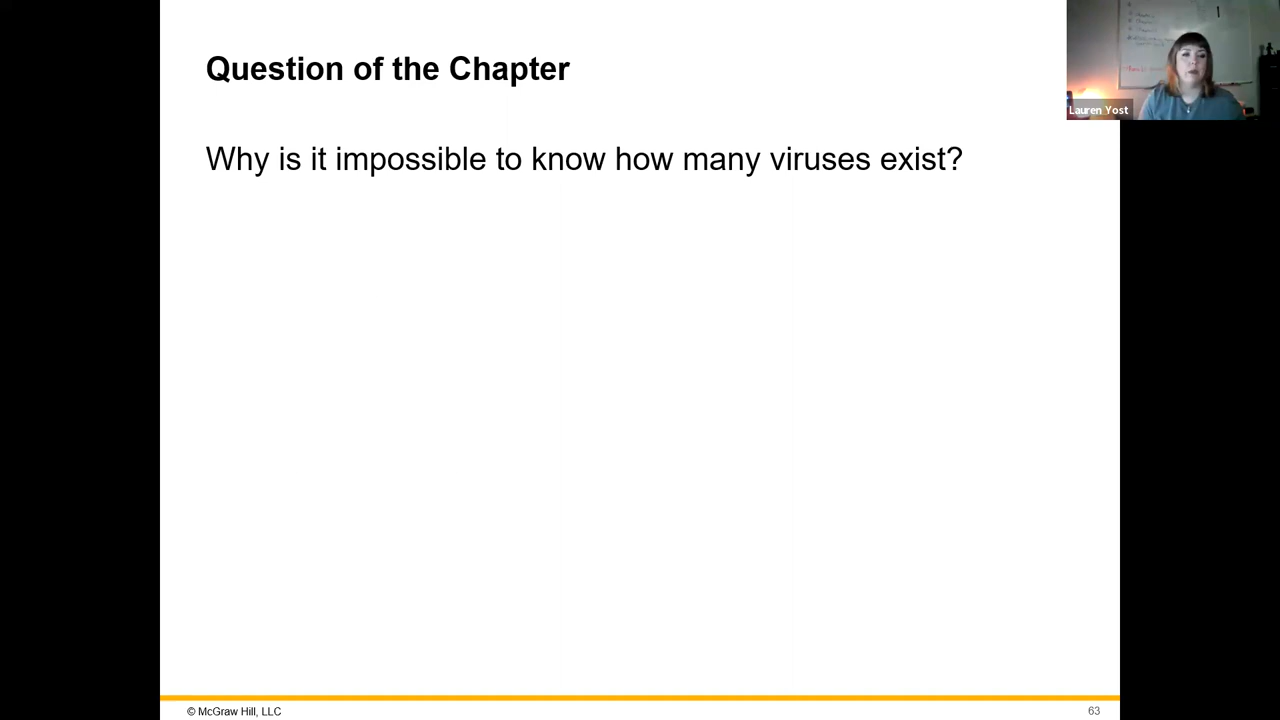 Question of the Chapter
Why is it impossible to know how many viruses exist?
Lauren Yost
© McGraw Hill, LLC
63